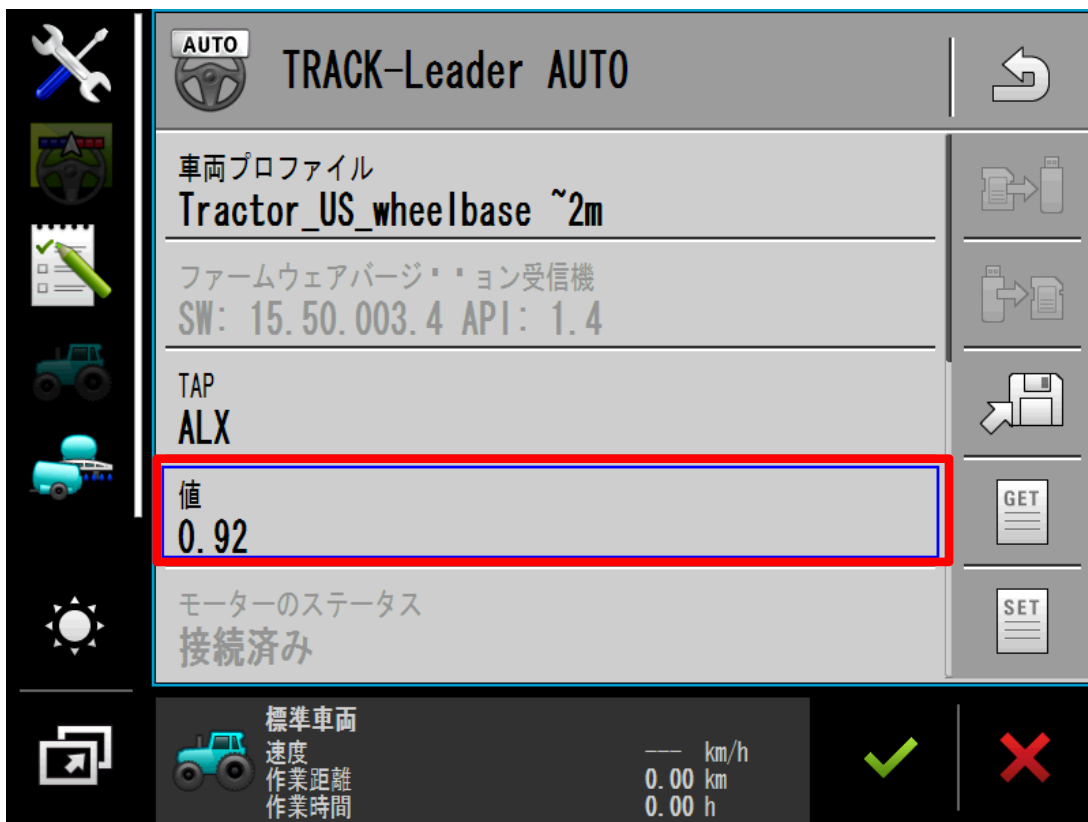 AUTO
TRACK-Leader AUTO
車両プロファイル
Tractor_US_wheelbase ~2m
ファームウェアバージ・・ョン受信機
SW: 15.50.003.4 API: 1.4
TAP
ALX
値
0.92
GET
モーターのステータス
接続済み
SET
標準車両
速度 --- km/h
作業距離 0.00 km
作業時間 0.00 h